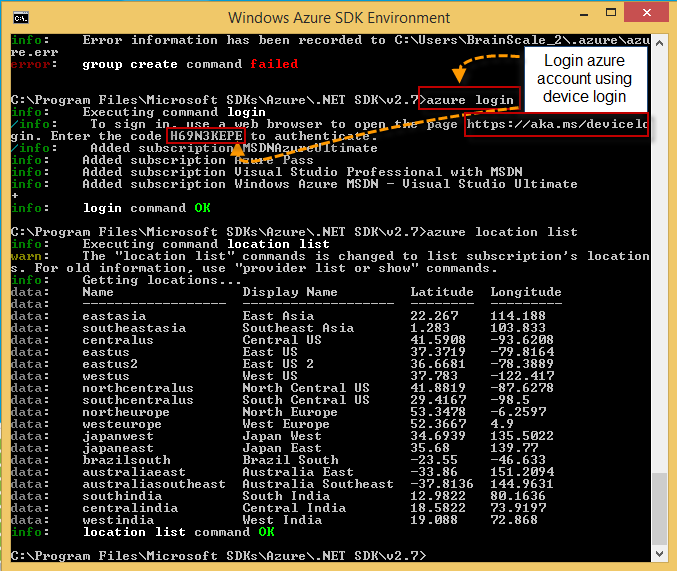 Windows Azure SDK Environment
info:    Error information has been recorded to C:\Users\BrainScale_2\.azure\azu
re.err
error:   group create command failed
Login azure
account using
device login
C:\Program Files\Microsoft SDKs\Azure\.NET SDK\v2.7>azure login
info:    Executing command login
/info:    To sign in, use a web browser to open the page https://aka.ms/devicelo
gin. Enter the code H69N3KEPE to authenticate.
/info:    Added subscription MSDNAzureUltimate
info:    Added subscription Azure Pass
info:    Added subscription Visual Studio Professional with MSDN
info:    Added subscription Windows Azure MSDN - Visual Studio Ultimate
+
info:    login command OK
C:\Program Files\Microsoft SDKs\Azure\.NET SDK\v2.7>azure location list
info:    Executing command location list
warn:    The "location list" commands is changed to list subscription's location
s. For old information, use "provider list or show" commands.
info:    Getting locations...
data:    Name                Display Name         Latitude  Longitude
data:    ------------------  -------------------  --------  ---------
data:    eastasia            East Asia            22.267    114.188
data:    southeastasia       Southeast Asia       1.283     103.833
data:    centralus           Central US           41.5908   -93.6208
data:    eastus              East US              37.3719   -79.8164
data:    eastus2             East US 2            36.6681   -78.3889
data:    westus              West US              37.783    -122.417
data:    northcentralus      North Central US     41.8819   -87.6278
data:    southcentralus      South Central US     29.4167   -98.5
data:    northeurope         North Europe         53.3478   -6.2597
data:    westeurope          West Europe          52.3667   4.9
data:    japanwest           Japan West           34.6939   135.5022
data:    japaneast           Japan East           35.68     139.77
data:    brazilsouth         Brazil South         -23.55    -46.633
data:    australiaeast       Australia East       -33.86    151.2094
data:    australiasoutheast  Australia Southeast  -37.8136  144.9631
data:    southindia          South India          12.9822   80.1636
data:    centralindia        Central India        18.5822   73.9197
data:    westindia           West India           19.088    72.868
info:    location list command OK
C:\Program Files\Microsoft SDKs\Azure\.NET SDK\v2.7>